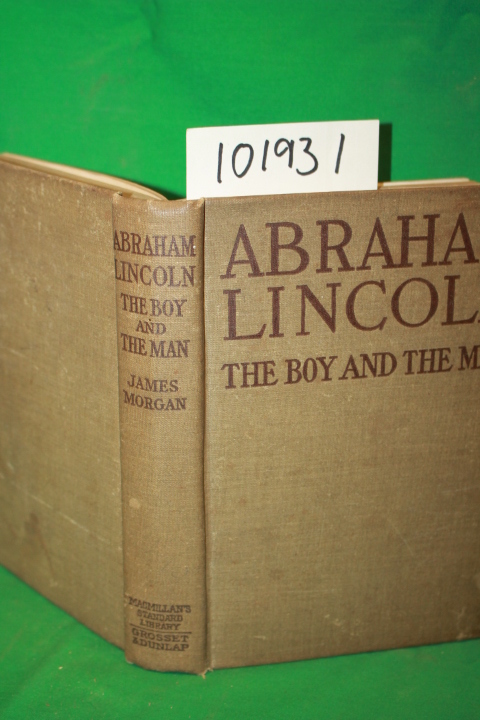 101931
ABRAHAM
LINCOLN
THE BOY
AND
THE MAN
JAMES
MORGAN
MACMILLAN'S
STANDARD
LIBRARY
GROSSET
& DUNLAP
ABRAHA
LINCOL
THE BOY AND THE M